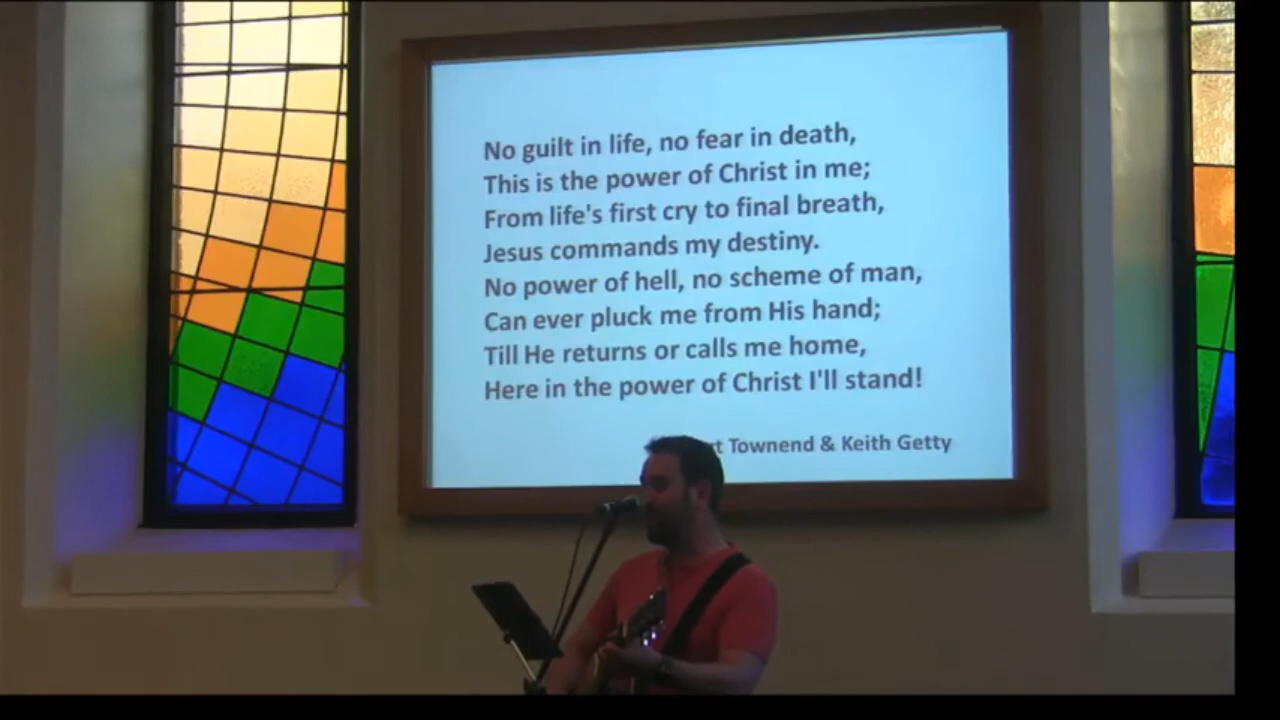 No guilt in life, no fear in death,
This is the power of Christ in me;
From life's first cry to final breath,
Jesus commands my destiny.
No power of hell, no scheme of man,
Can ever pluck me from His hand;
Till He returns or calls me home,
Here in the power of Christ I'll stand!
Townend & Keith Getty